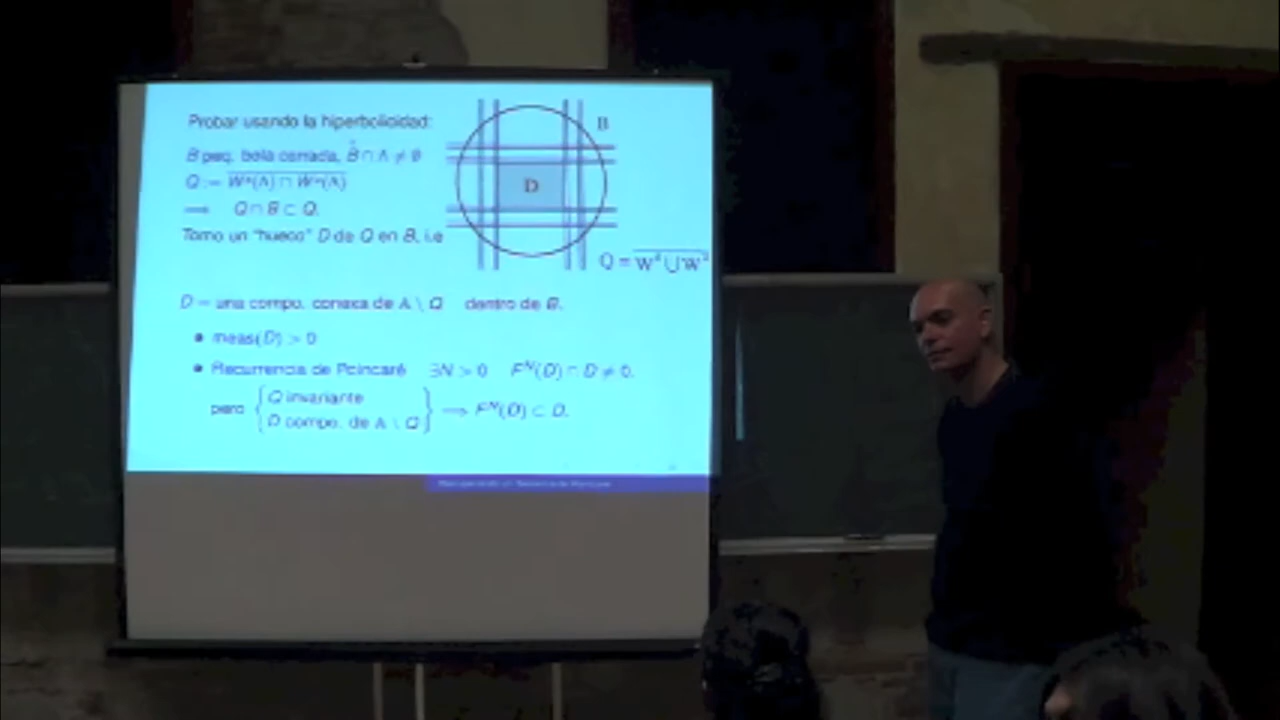 Probar usando la hiperbolicidad:
B
B peq. bola cerrada, B̊ ∩ Λ ≠ ∅
Q := W^s(Λ) ∩ W^u(Λ)
D
⟹ Q ∩ B ⊂ Q.
Tomo un "hueco" D de Q en B, i.e
Q = W^s ∪ W^s
D = una compo. conexa de A \ Q dentro de B.
• meas(D) > 0
• Recurrencia de Poincaré ∃N > 0 F^N(D) ∩ D ≠ ∅.
pero { Q invariante
D compo. de A \ Q } ⟹ F^N(D) ⊂ D.